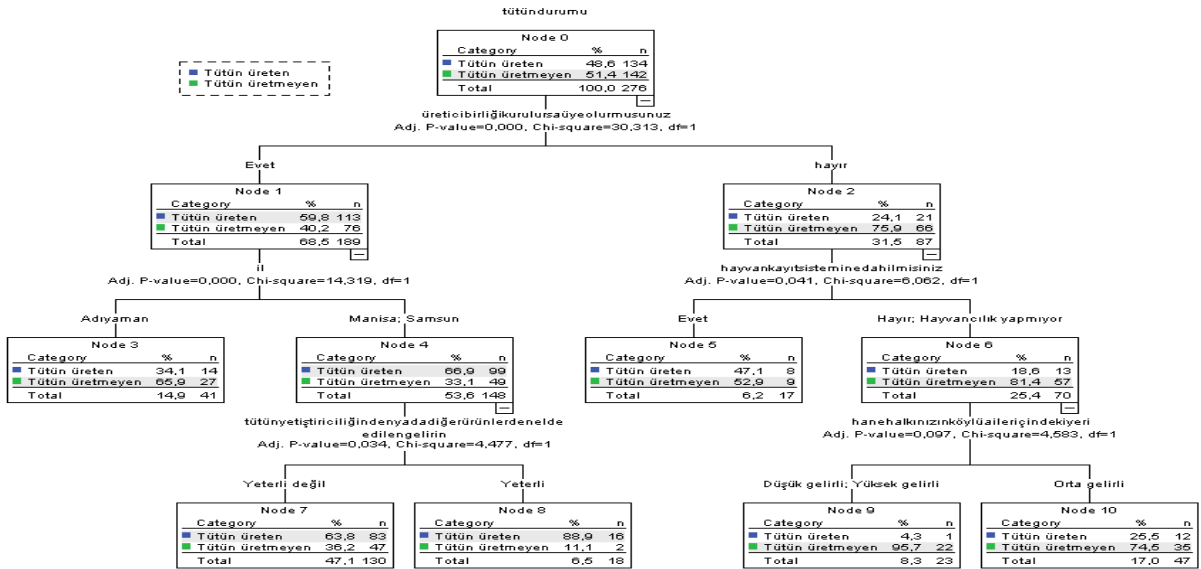 tütündurumu
Node 0
Category % n
Tütün üreten 48,6 134
Tütün üretmeyen 51,4 142
Total 100,0 276
Tütün üreten
Tütün üretmeyen
üreticibirliğikurulursaüyeolurmusunuz
Adj. P-value=0,000, Chi-square=30,313, df=1
Evet
hayır
Node 1
Category % n
Tütün üreten 59,8 113
Tütün üretmeyen 40,2 76
Total 68,5 189
Node 2
Category % n
Tütün üreten 24,1 21
Tütün üretmeyen 75,9 66
Total 31,5 87
il
Adj. P-value=0,000, Chi-square=14,319, df=1
hayvankayıtsisteminedahilmisiniz
Adj. P-value=0,041, Chi-square=6,062, df=1
Adıyaman
Manisa; Samsun
Evet
Hayır; Hayvancılık yapmıyor
Node 3
Category % n
Tütün üreten 34,1 14
Tütün üretmeyen 65,9 27
Total 14,9 41
Node 4
Category % n
Tütün üreten 66,9 99
Tütün üretmeyen 33,1 49
Total 53,6 148
Node 5
Category % n
Tütün üreten 47,1 8
Tütün üretmeyen 52,9 9
Total 6,2 17
Node 6
Category % n
Tütün üreten 18,6 13
Tütün üretmeyen 81,4 57
Total 25,4 70
tütünyetiştiriciliğindenyadadiğerürünlerdenelde
edilengelirin
Adj. P-value=0,034, Chi-square=4,477, df=1
hanehalkınızınköylüaileriçindekiyeri
Adj. P-value=0,097, Chi-square=4,583, df=1
Yeterli değil
Yeterli
Düşük gelirli; Yüksek gelirli
Orta gelirli
Node 7
Category % n
Tütün üreten 63,8 83
Tütün üretmeyen 36,2 47
Total 47,1 130
Node 8
Category % n
Tütün üreten 88,9 16
Tütün üretmeyen 11,1 2
Total 6,5 18
Node 9
Category % n
Tütün üreten 4,3 1
Tütün üretmeyen 95,7 22
Total 8,3 23
Node 10
Category % n
Tütün üreten 25,5 12
Tütün üretmeyen 74,5 35
Total 17,0 47